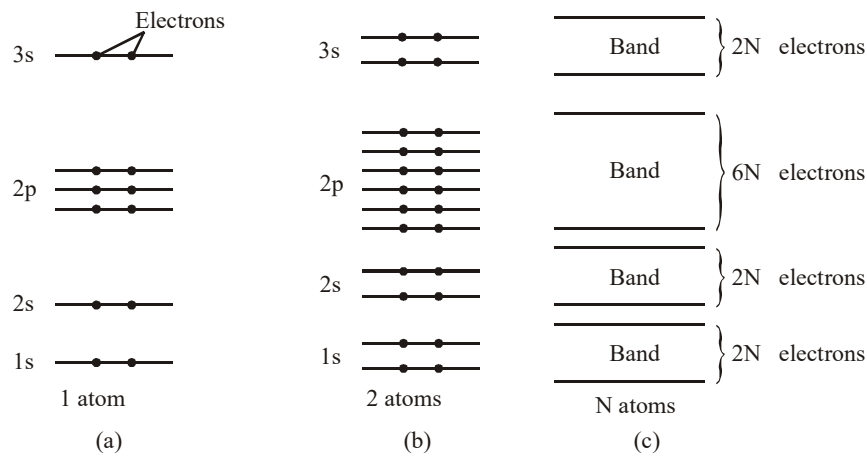 Electrons
3s
2p
2s
1s
1 atom
(a)
3s
2p
2s
1s
2 atoms
(b)
Band 2N electrons
Band 6N electrons
Band 2N electrons
Band 2N electrons
N atoms
(c)